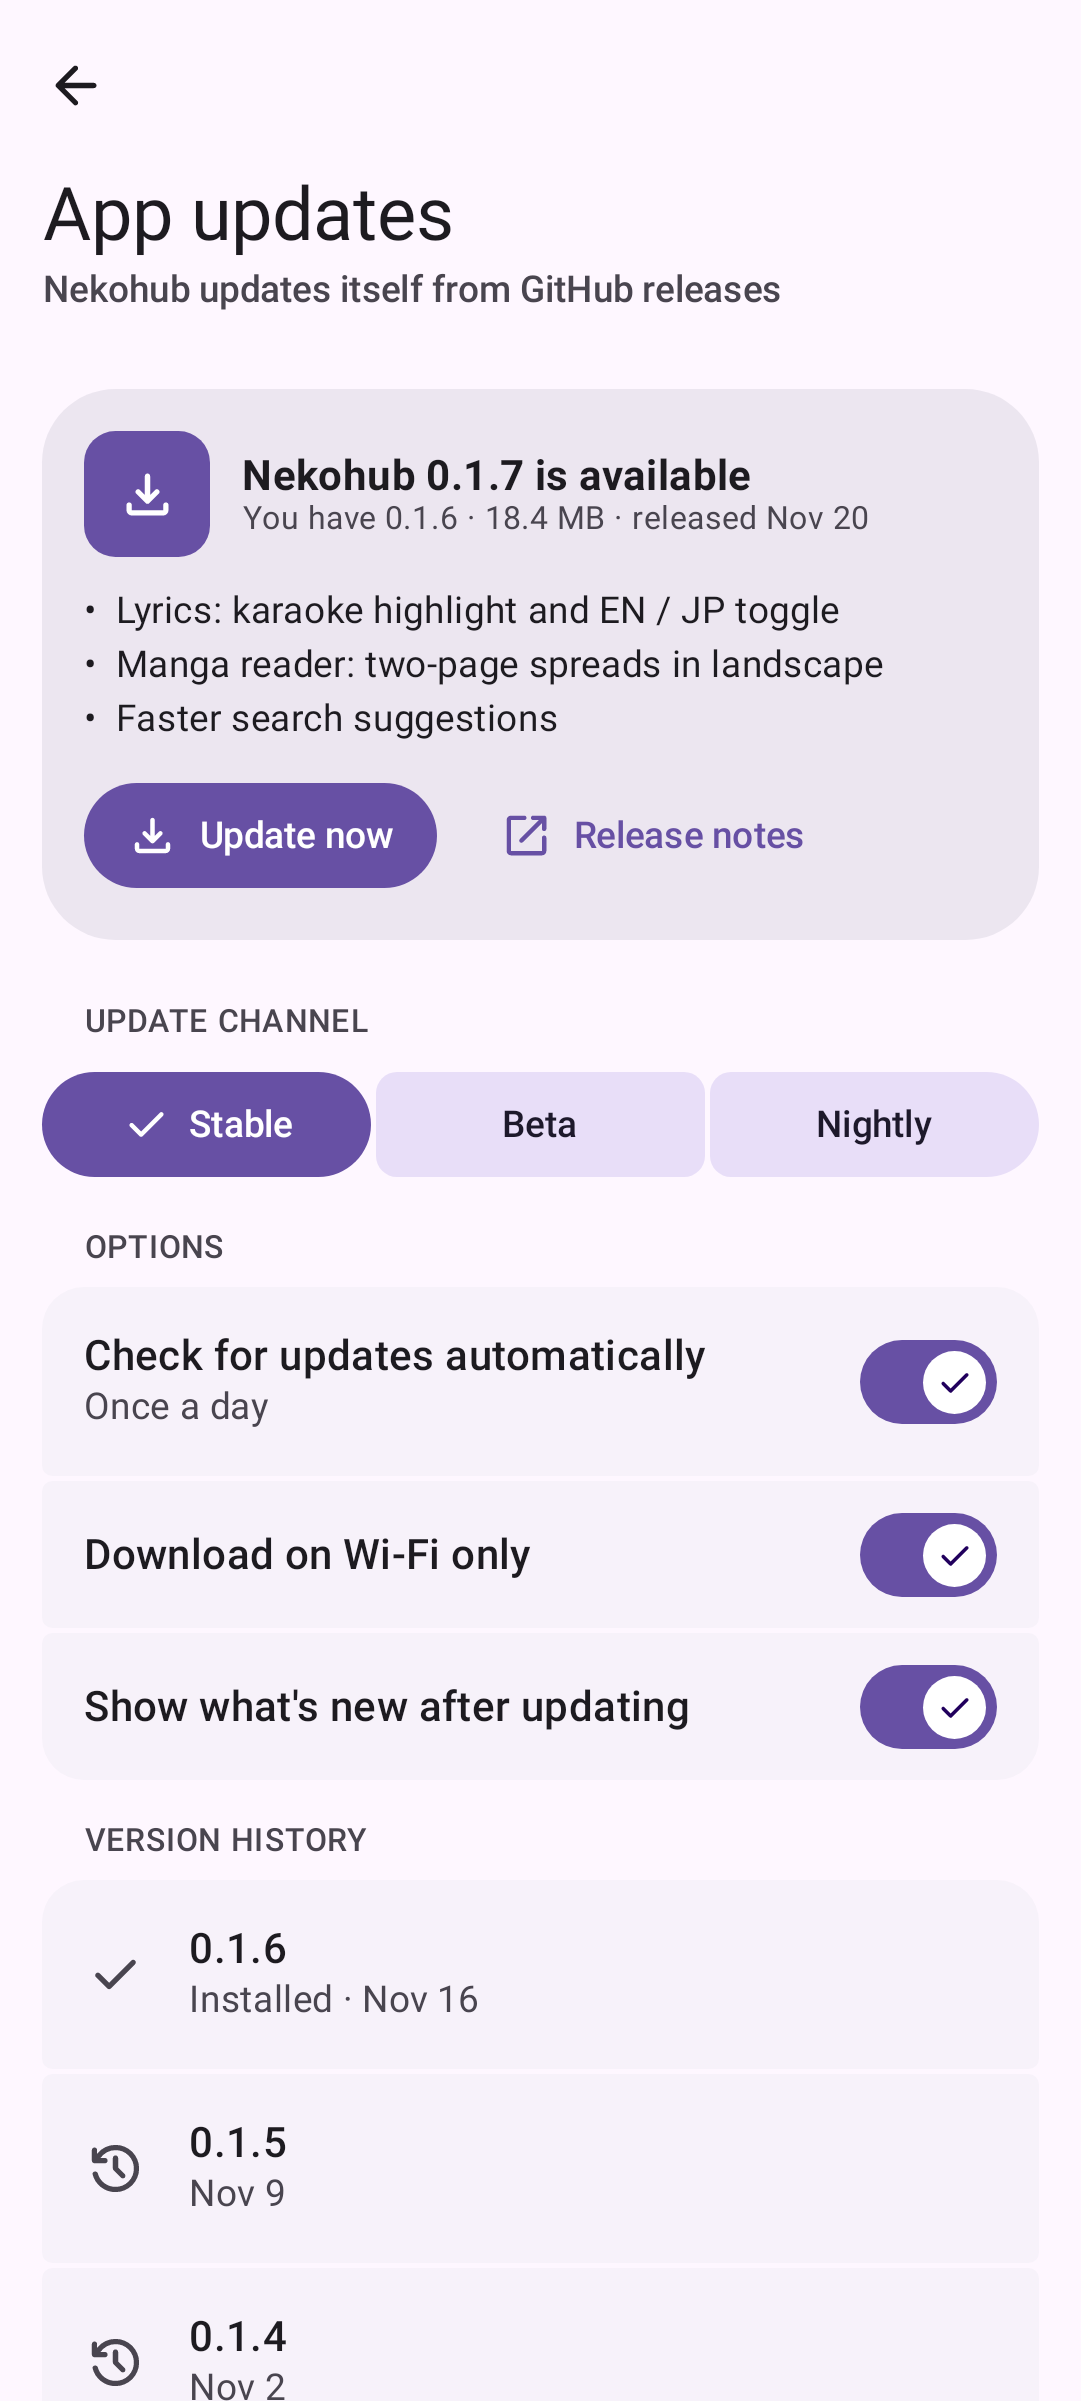 App updates
Nekohub updates itself from GitHub releases
Nekohub 0.1.7 is available
You have 0.1.6 · 18.4 MB · released Nov 20
• Lyrics: karaoke highlight and EN / JP toggle
• Manga reader: two-page spreads in landscape
• Faster search suggestions
Update now
Release notes
UPDATE CHANNEL
Stable
Beta
Nightly
OPTIONS
Check for updates automatically
Once a day
Download on Wi-Fi only
Show what's new after updating
VERSION HISTORY
0.1.6
Installed · Nov 16
0.1.5
Nov 9
0.1.4
Nov 2